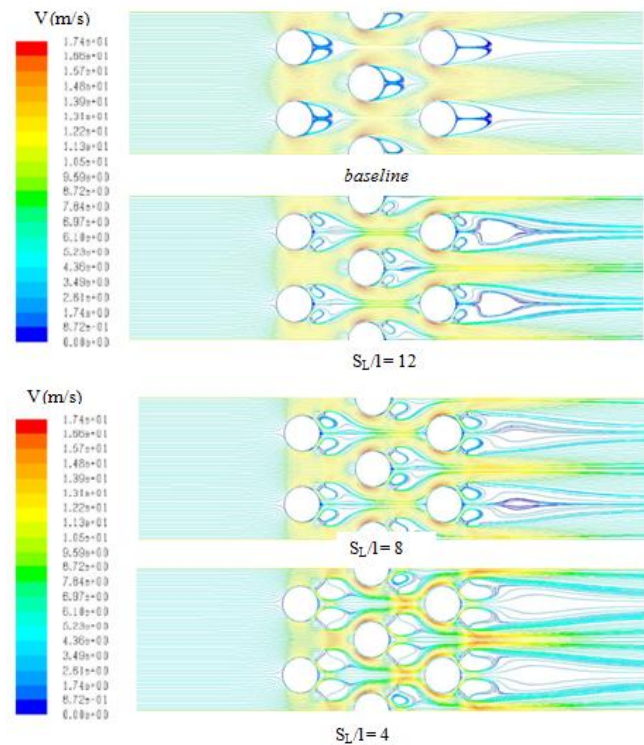 V(m/s)
1.74e+01
1.66e+01
1.57e+01
1.48e+01
1.39e+01
1.31e+01
1.22e+01
1.13e+01
1.05e+01
9.59e+00
8.72e+00
7.84e+00
6.97e+00
6.10e+00
5.23e+00
4.36e+00
3.49e+00
2.61e+00
1.74e+00
8.72e-01
0.00e+00
baseline
S_L/l= 12
V(m/s)
1.74e+01
1.66e+01
1.57e+01
1.48e+01
1.39e+01
1.31e+01
1.22e+01
1.13e+01
1.05e+01
9.59e+00
8.72e+00
7.84e+00
6.97e+00
6.10e+00
5.23e+00
4.36e+00
3.49e+00
2.61e+00
1.74e+00
8.72e-01
0.00e+00
S_L/l= 8
S_L/l= 4